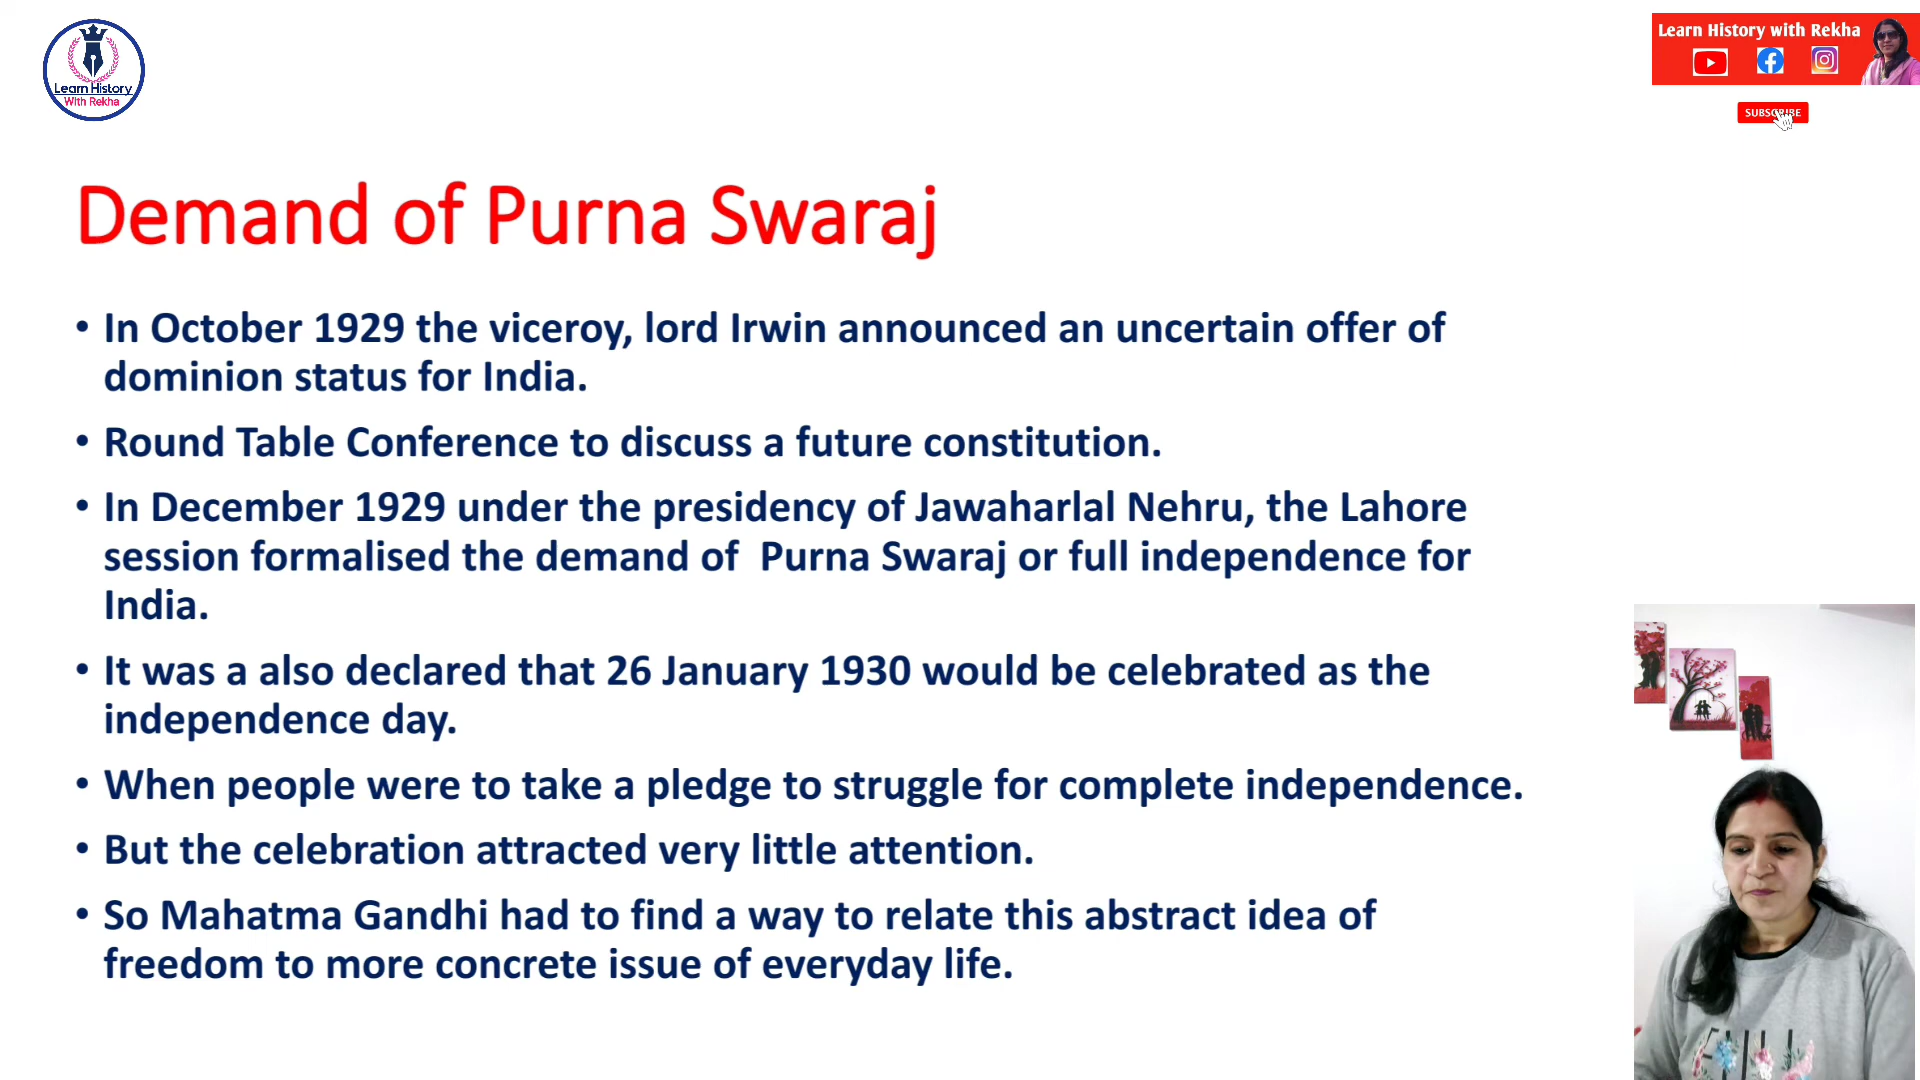 Learn History
With Rekha
Learn History with Rekha
SUBSCRIBE
Demand of Purna Swaraj
• In October 1929 the viceroy, lord Irwin announced an uncertain offer of
dominion status for India.
• Round Table Conference to discuss a future constitution.
• In December 1929 under the presidency of Jawaharlal Nehru, the Lahore
session formalised the demand of  Purna Swaraj or full independence for
India.
• It was a also declared that 26 January 1930 would be celebrated as the
independence day.
• When people were to take a pledge to struggle for complete independence.
• But the celebration attracted very little attention.
• So Mahatma Gandhi had to find a way to relate this abstract idea of
freedom to more concrete issue of everyday life.